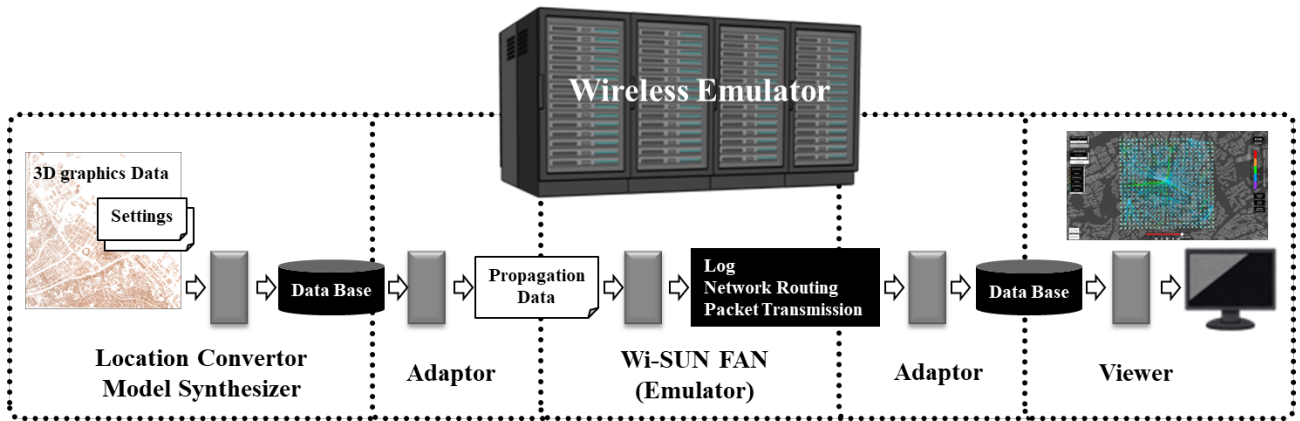 Wireless Emulator
3D graphics Data
Settings
Data Base
Propagation
Data
Log
Network Routing
Packet Transmission
Data Base
Location Convertor
Model Synthesizer
Adaptor
Wi-SUN FAN
(Emulator)
Adaptor
Viewer